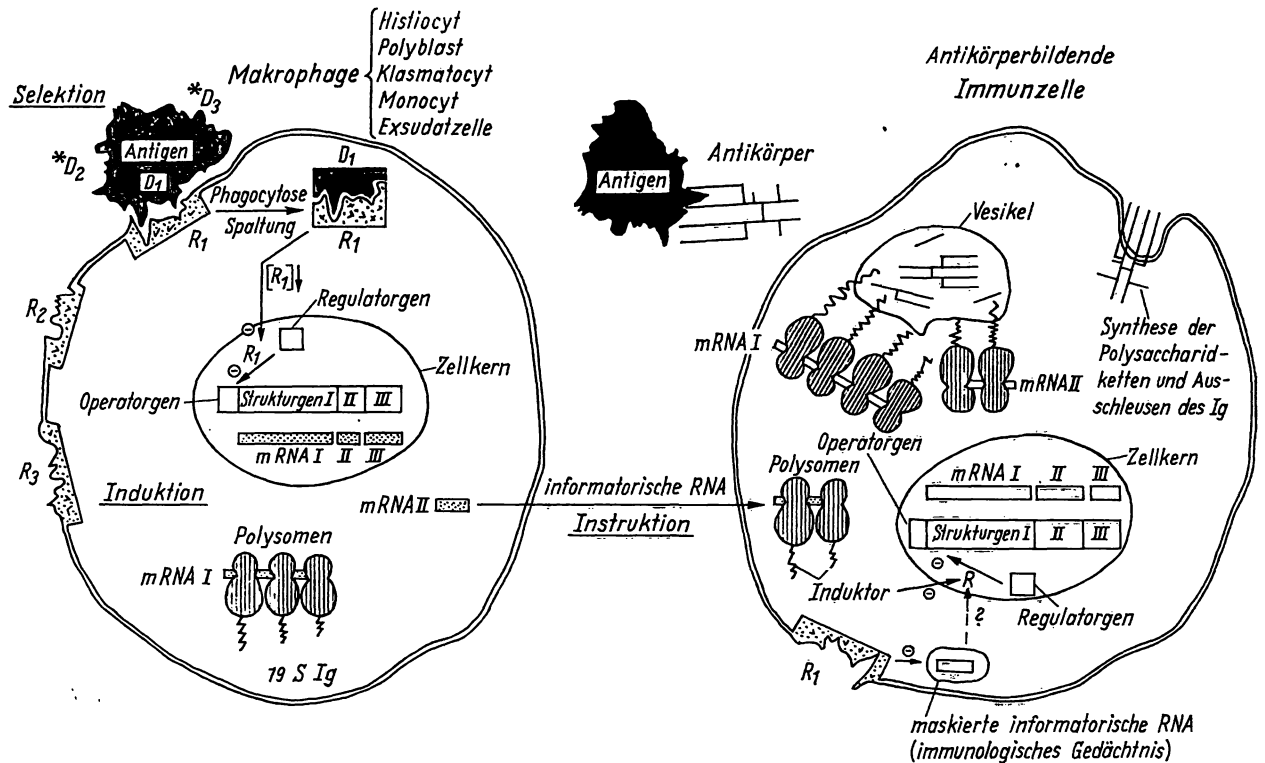 Makrophage
Histiocyt
Polyblast
Klasmatocyt
Monocyt
Exsudatzelle
Selektion
*D3
Antigen
*D2
D1
R1
Phagocytose
Spaltung
D1
R1
[R1]
R2
Regulatorgen
⊖
R1
⊖
Zellkern
Operatorgen
Strukturgen I
II
III
mRNA I
II
III
R3
Induktion
mRNA II
Polysomen
mRNA I
19 S Ig
informatorische RNA
Instruktion
Antikörperbildende
Immunzelle
Antigen
Antikörper
Vesikel
mRNA I
mRNA II
Synthese der
Polysaccharid-
ketten und Aus-
schleusen des Ig
Operatorgen
Polysomen
Zellkern
mRNA I
II
III
Strukturgen I
II
III
⊖
Induktor
R
⊖
?
Regulatorgen
R1
⊖
maskierte informatorische RNA
(immunologisches Gedächtnis)